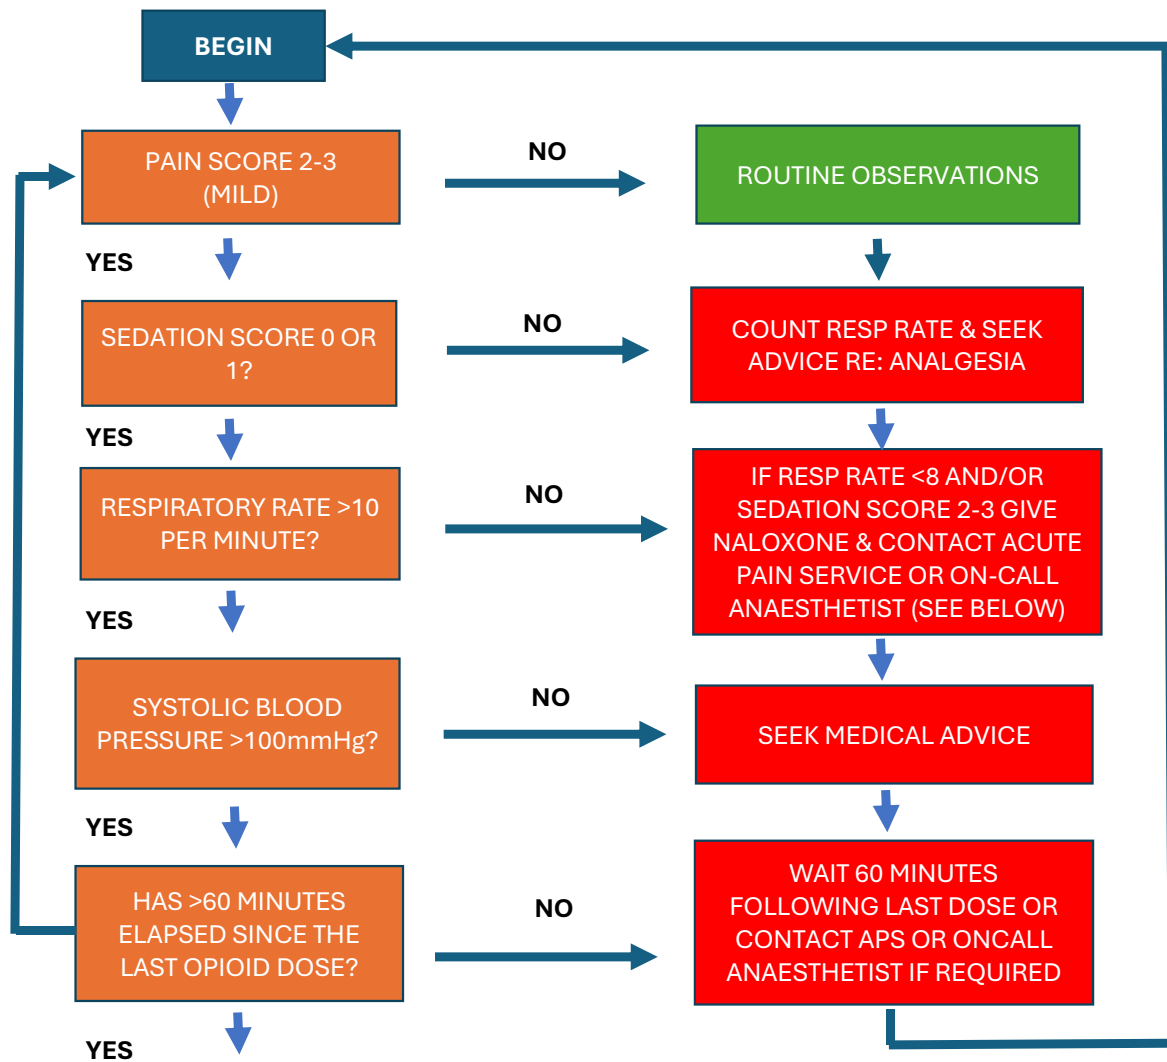 BEGIN
PAIN SCORE 2-3
(MILD)
NO
ROUTINE OBSERVATIONS
YES
SEDATION SCORE 0 OR
1?
NO
COUNT RESP RATE & SEEK
ADVICE RE: ANALGESIA
YES
RESPIRATORY RATE >10
PER MINUTE?
NO
IF RESP RATE <8 AND/OR
SEDATION SCORE 2-3 GIVE
NALOXONE & CONTACT ACUTE
PAIN SERVICE OR ON-CALL
ANAESTHETIST (SEE BELOW)
YES
SYSTOLIC BLOOD
PRESSURE >100mmHg?
NO
SEEK MEDICAL ADVICE
YES
HAS >60 MINUTES
ELAPSED SINCE THE
LAST OPIOID DOSE?
NO
WAIT 60 MINUTES
FOLLOWING LAST DOSE OR
CONTACT APS OR ONCALL
ANAESTHETIST IF REQUIRED
YES